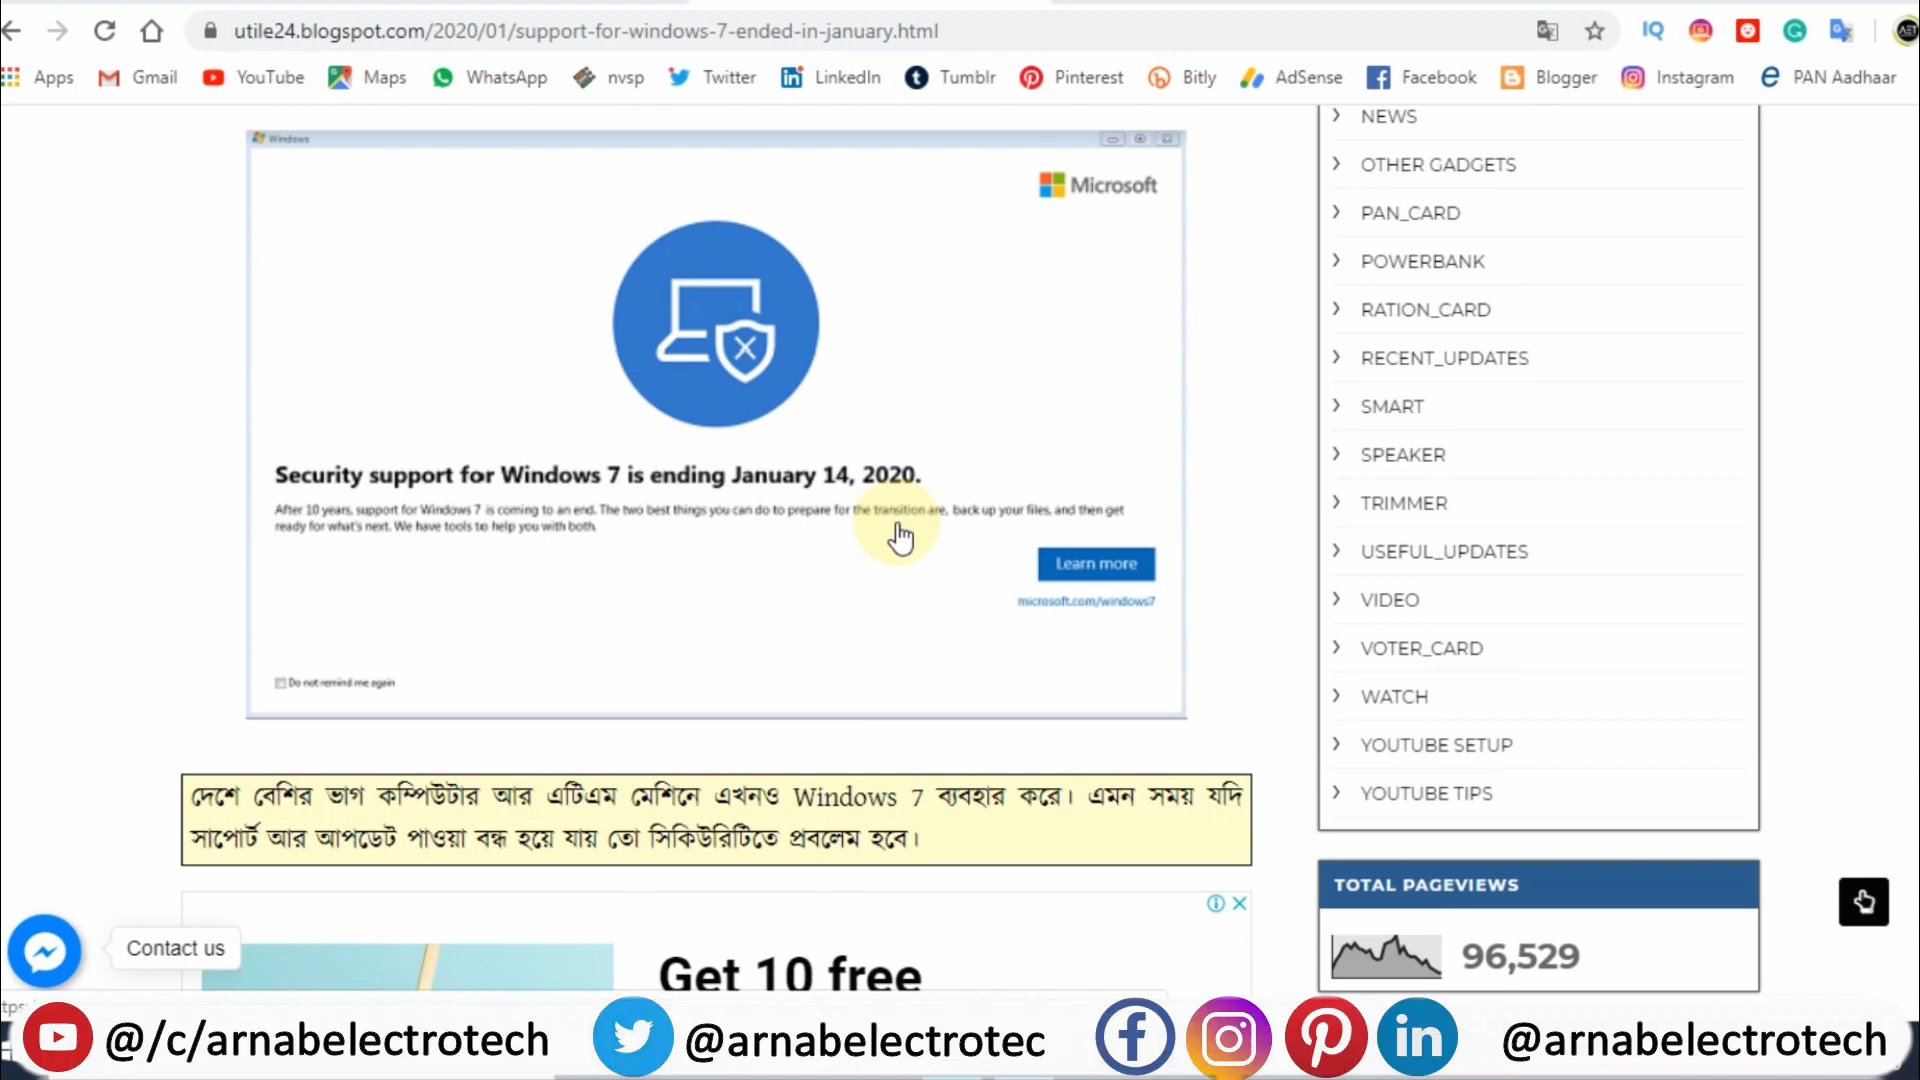 utile24.blogspot.com/2020/01/support-for-windows-7-ended-in-january.html
Apps Gmail YouTube Maps WhatsApp nvsp Twitter LinkedIn Tumblr Pinterest Bitly AdSense Facebook Blogger Instagram PAN Aadhaar
Windows
Microsoft
Security support for Windows 7 is ending January 14, 2020.
After 10 years, support for Windows 7 is coming to an end. The two best things you can do to prepare for the transition are, back up your files, and then get
ready for what's next. We have tools to help you with both.
Learn more
microsoft.com/windows7
Do not remind me again
দেশে বেশির ভাগ কম্পিউটার আর এটিএম মেশিনে এখনও Windows 7 ব্যবহার করে। এমন সময় যদি
সাপোর্ট আর আপডেট পাওয়া বন্ধ হয়ে যায় তো সিকিউরিটিতে প্রবলেম হবে।
Get 10 free
Contact us
NEWS
OTHER GADGETS
PAN_CARD
POWERBANK
RATION_CARD
RECENT_UPDATES
SMART
SPEAKER
TRIMMER
USEFUL_UPDATES
VIDEO
VOTER_CARD
WATCH
YOUTUBE SETUP
YOUTUBE TIPS
TOTAL PAGEVIEWS
96,529
@/c/arnabelectrotech @arnabelectrotec @arnabelectrotech